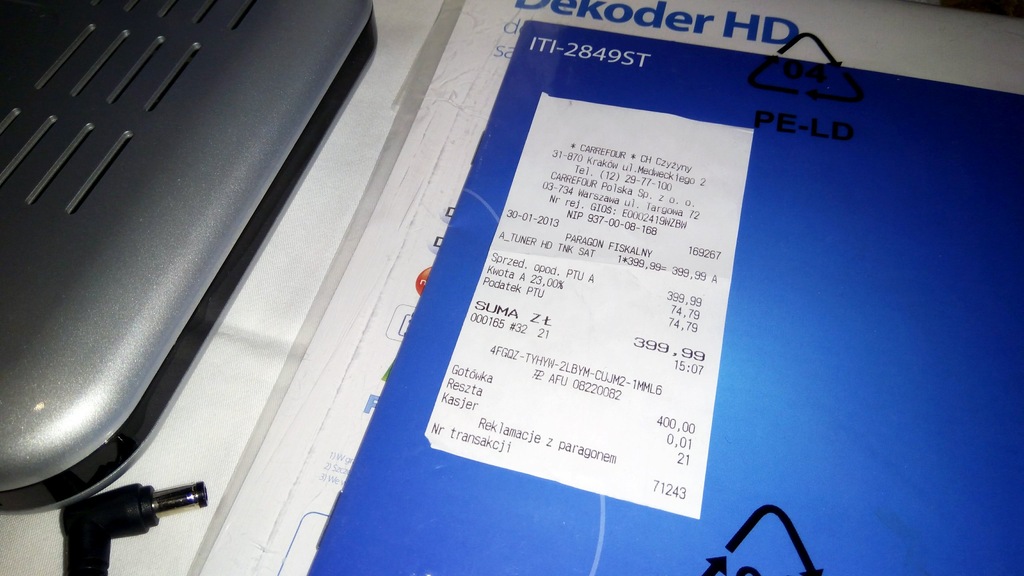 Dekoder HD
ITI-2849ST
04
PE-LD
* CARREFOUR * CH Czyżyny
31-870 Kraków ul.Medweckiego 2
Tel. (12) 29-77-100
CARREFOUR Polska Sp. z o. o.
03-734 Warszawa ul. Targowa 72
Nr rej. GIOS: E0002419WZBW
NIP 937-00-08-168
30-01-2013 169267
PARAGON FISKALNY
A_TUNER HD TNK SAT 1*399,99= 399,99 A
Sprzed. opod. PTU A 399,99
Kwota A 23,00% 74,79
Podatek PTU 74,79
SUMA ZŁ 399,99
000165 #32 21 15:07
4FGQZ-TYHYW-2LBYM-CUJM2-1MML6
AFU 08220082
Gotówka 400,00
Reszta 0,01
Kasjer 21
Reklamacje z paragonem
Nr transakcji 71243